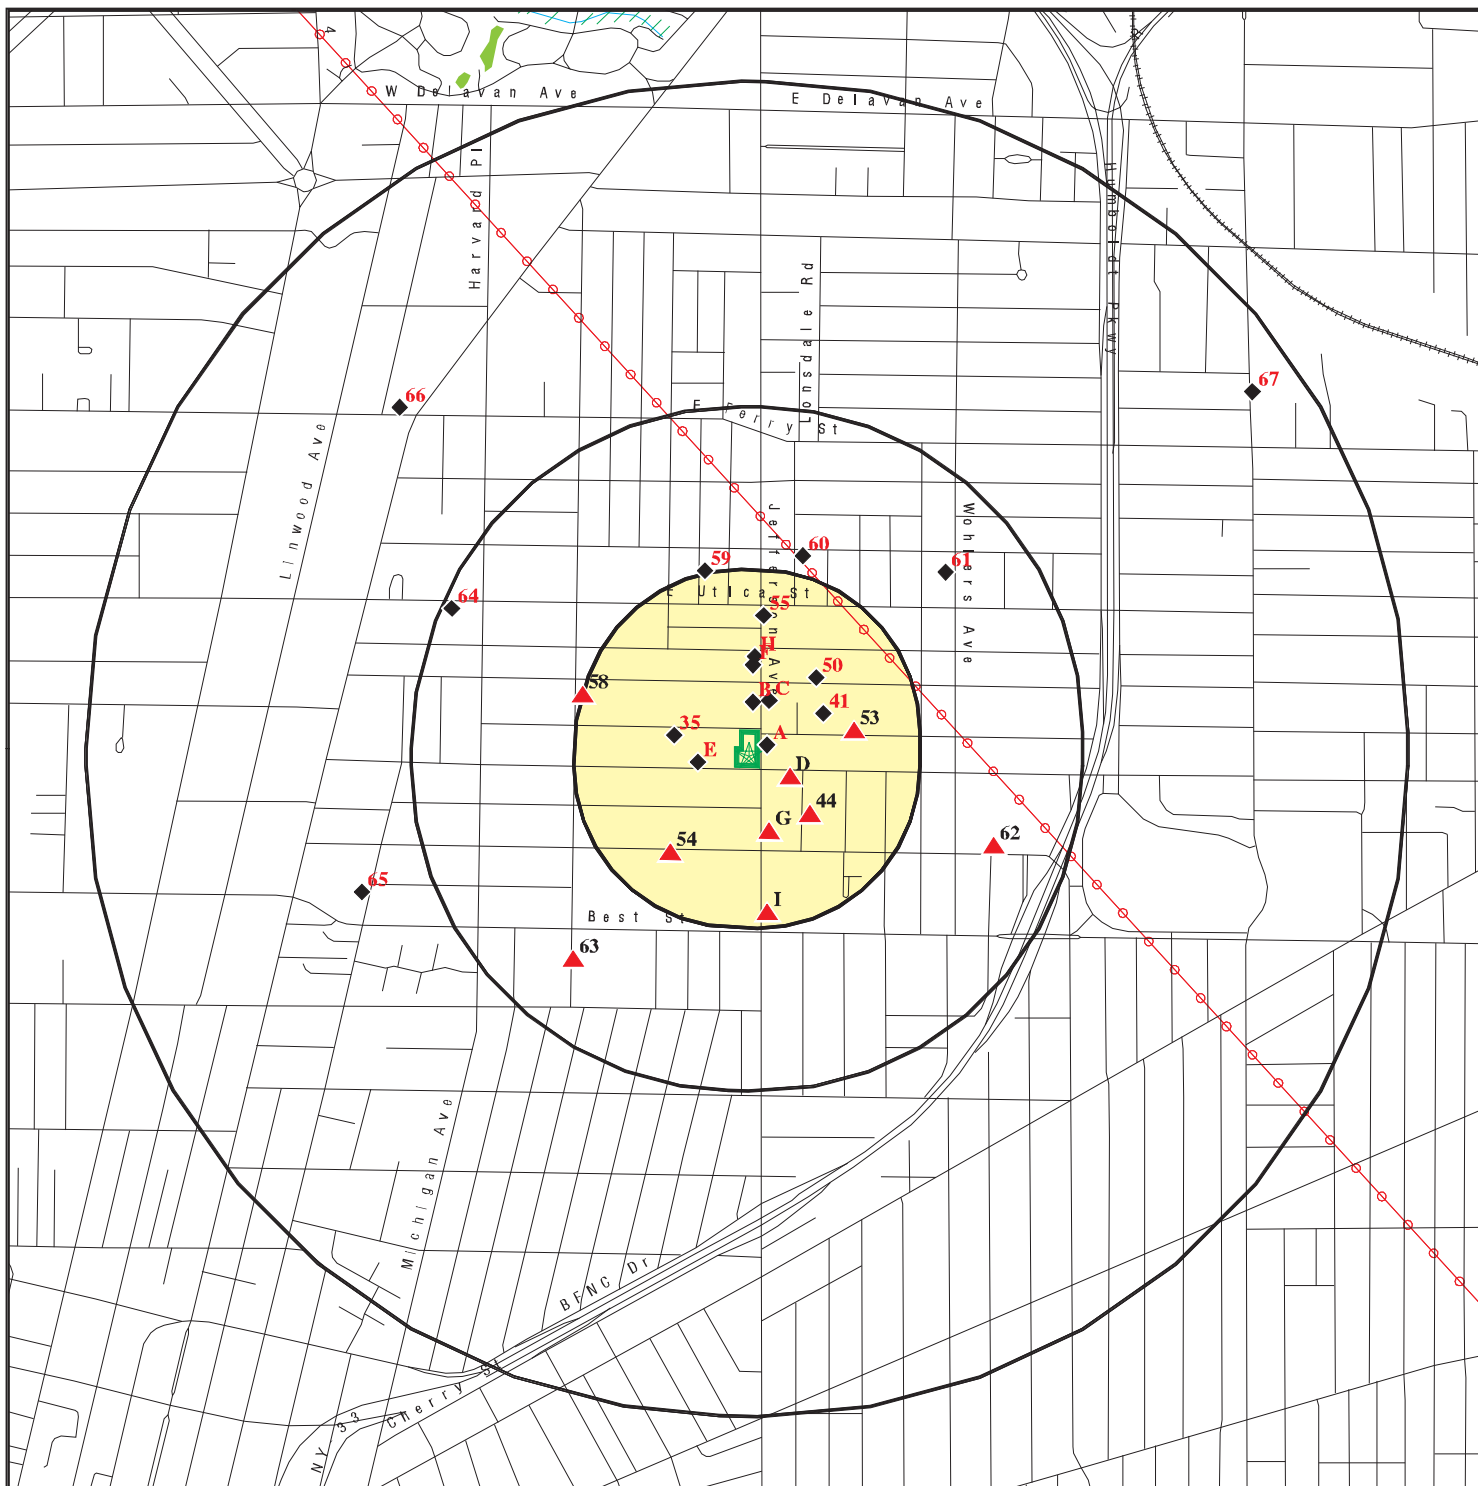 4
W Delavan Ave
E Delavan Ave
Harvard Pl
Humboldt Pkwy
Lonsdale Rd
67
66
E Ferry St
Linwood Ave
Jefferson Ave
Wohlers Ave
60
59
61
E Utica St
64
55
H
F
50
58
B
C
41
53
35
A
E
D
44
G
62
54
65
I
Best St
63
Michigan Ave
BFNC Dr
Cherry St
NY 33